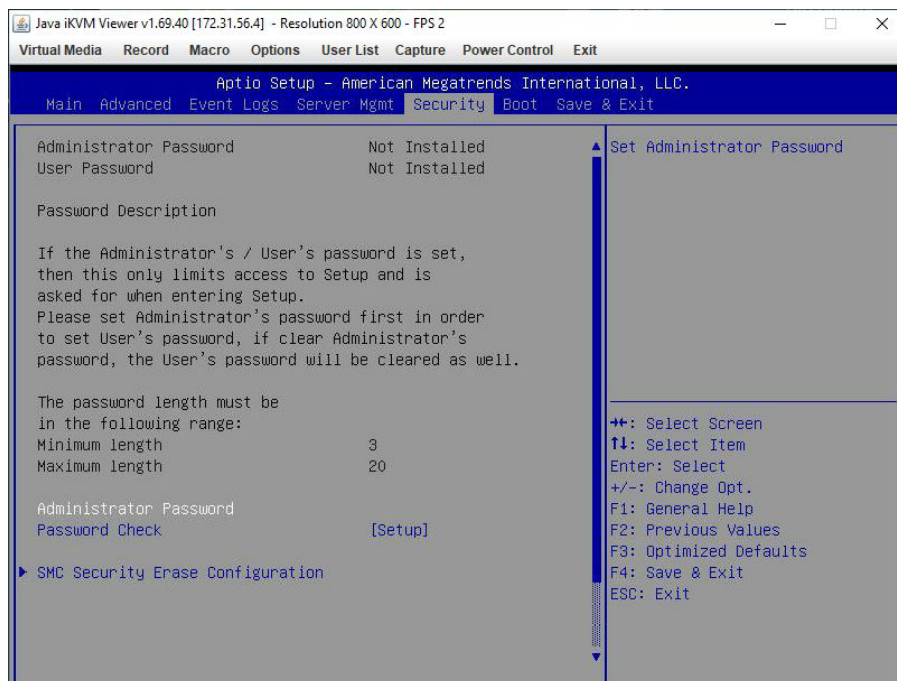 Java iKVM Viewer v1.69.40 [172.31.56.4] - Resolution 800 X 600 - FPS 2
Virtual Media Record Macro Options User List Capture Power Control Exit
Aptio Setup – American Megatrends International, LLC.
Main Advanced Event Logs Server Mgmt Security Boot Save & Exit
Administrator Password Not Installed
User Password Not Installed
Password Description
If the Administrator's / User's password is set,
then this only limits access to Setup and is
asked for when entering Setup.
Please set Administrator's password first in order
to set User's password, if clear Administrator's
password, the User's password will be cleared as well.
The password length must be
in the following range:
Minimum length 3
Maximum length 20
Administrator Password
Password Check [Setup]
SMC Security Erase Configuration
Set Administrator Password
→←: Select Screen
↑↓: Select Item
Enter: Select
+/-: Change Opt.
F1: General Help
F2: Previous Values
F3: Optimized Defaults
F4: Save & Exit
ESC: Exit